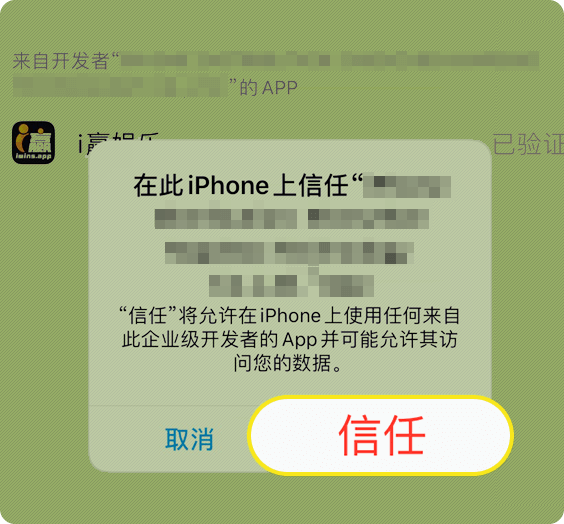 来自开发者“
”的 APP
i赢娱乐
已验证
赢
iwins.app
在此 iPhone 上信任“
“信任”将允许在 iPhone 上使用任何来自
此企业级开发者的 App 并可能允许其访
问您的数据。
取消
信任